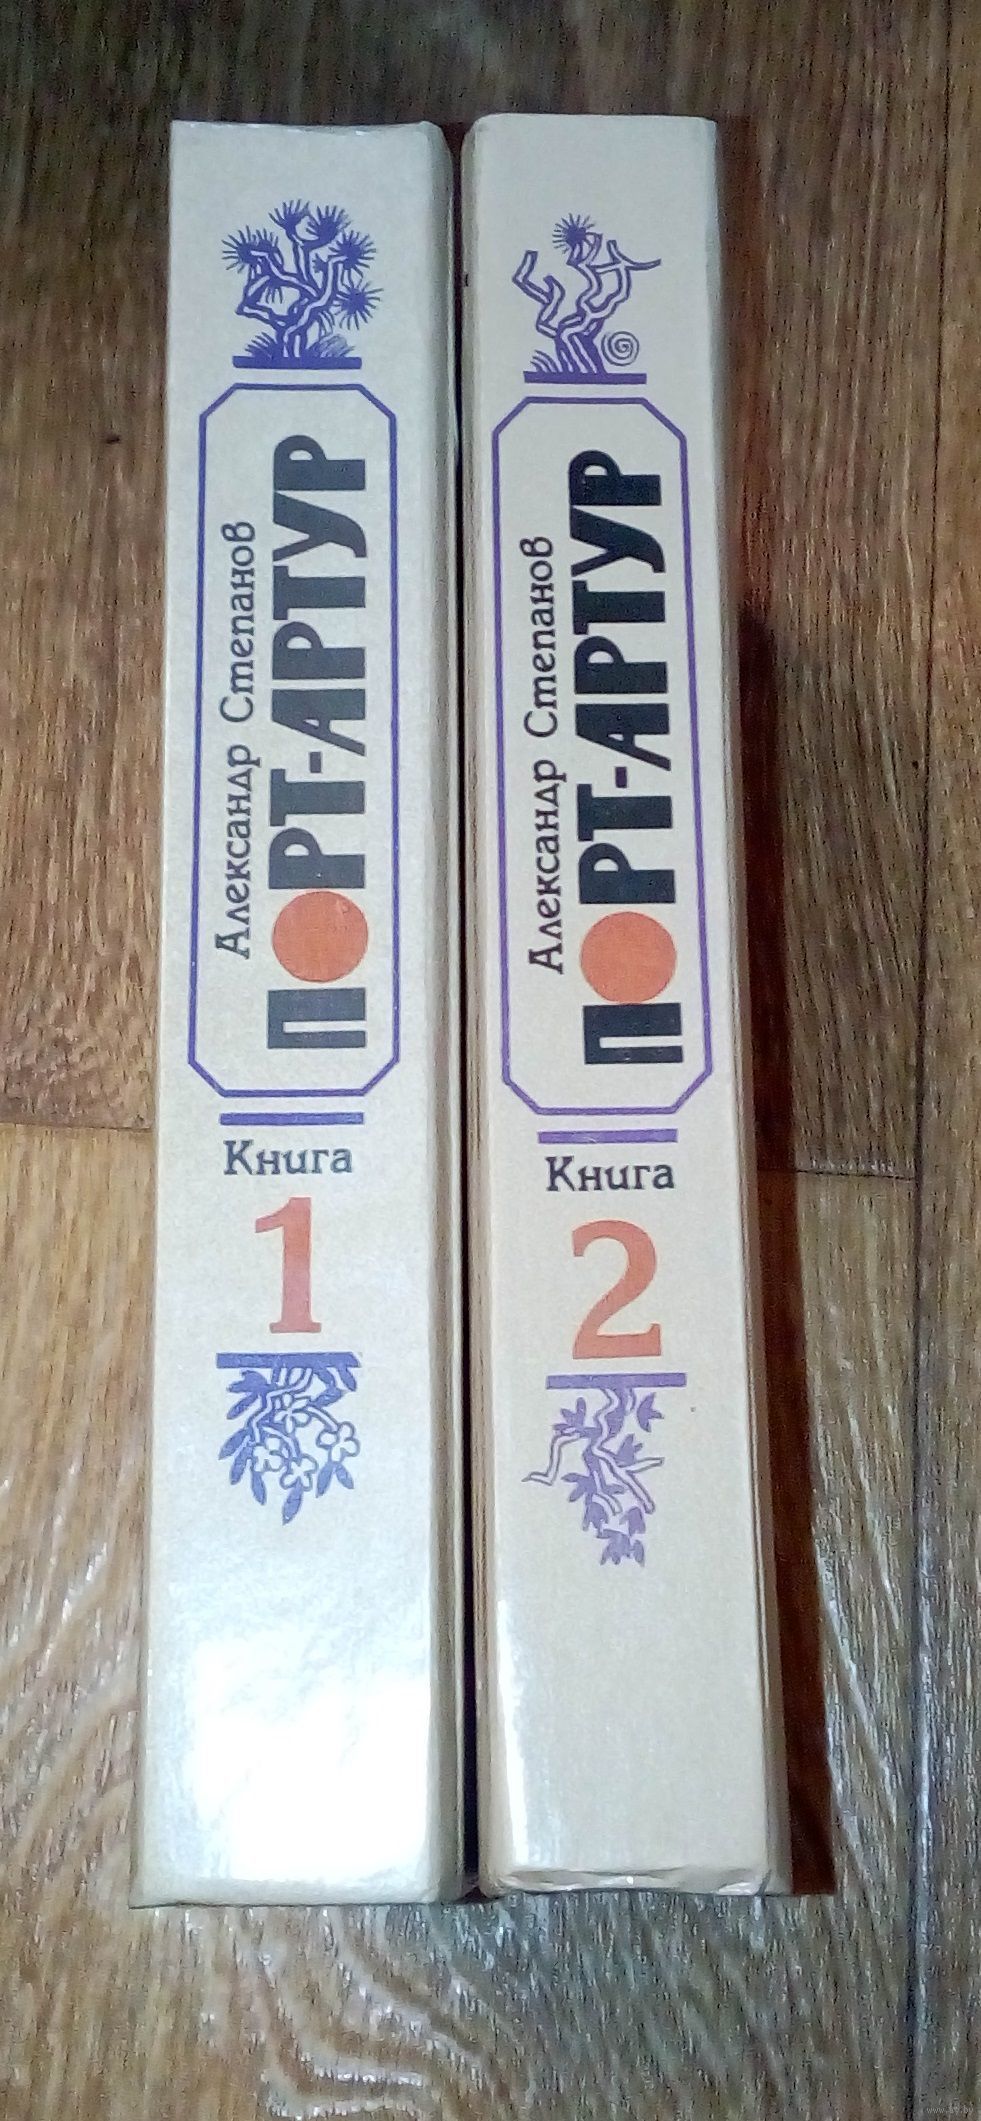 Александр Степанов
ПОРТ-АРТУР
Книга
1
Александр Степанов
ПОРТ-АРТУР
Книга
2